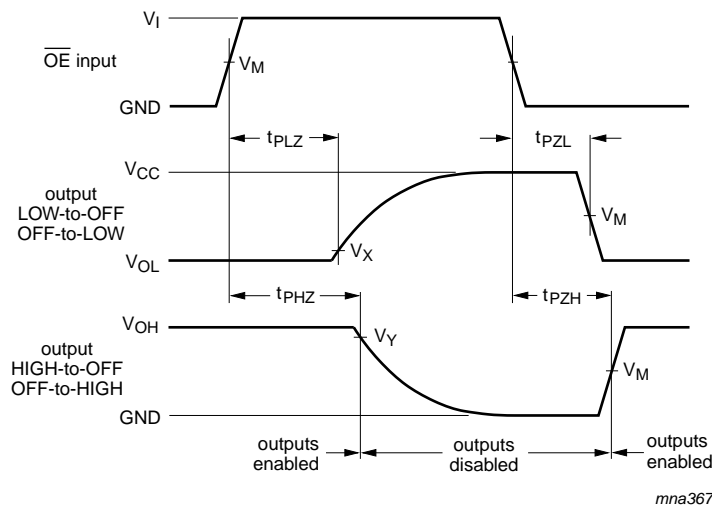 V_I
OE input
V_M
GND
t_PLZ
t_PZL
V_CC
output
LOW-to-OFF
OFF-to-LOW
V_M
V_X
V_OL
t_PHZ
t_PZH
V_OH
V_Y
output
HIGH-to-OFF
OFF-to-HIGH
V_M
GND
outputs
enabled
outputs
disabled
outputs
enabled
mna367